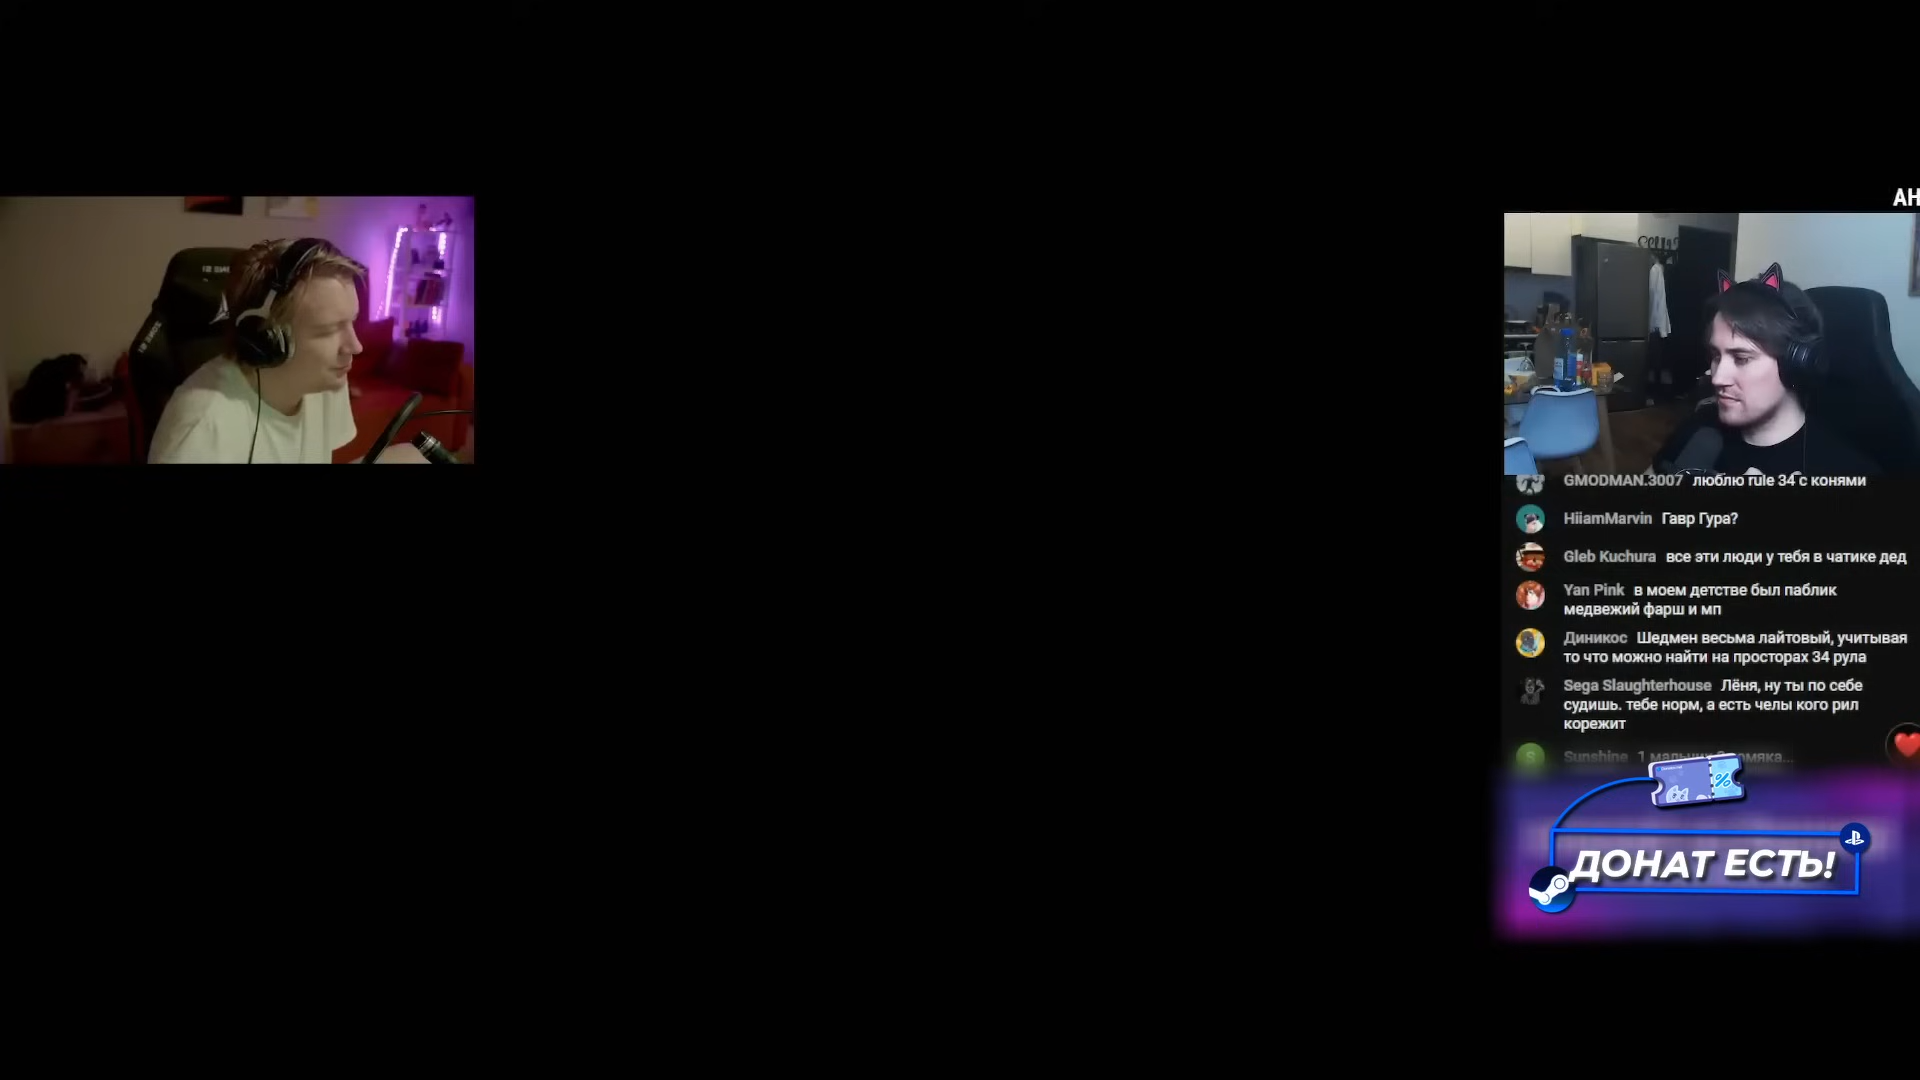 АН
GMODMAN.3007 люблю rule 34 с конями
HiiamMarvin Гавр Гура?
Gleb Kuchura все эти люди у тебя в чатике дед
Yan Pink в моем детстве был паблик
медвежий фарш и мп
Диникос Шедмен весьма лайтовый, учитывая
то что можно найти на просторах 34 рула
Sega Slaughterhouse Лёня, ну ты по себе
судишь. тебе норм, а есть челы кого рил
корежит
S Sunshine 1 мальчик
%
ДОНАТ ЕСТЬ!